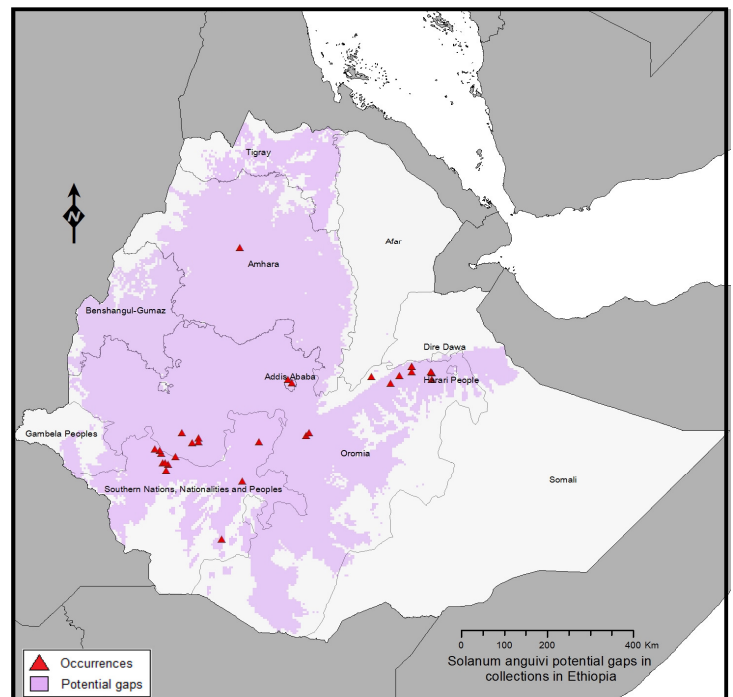 Tigray
N
Afar
Amhara
Benshangul-Gumaz
Dire Dawa
Addis Ababa
Harari People
Gambela Peoples
Oromia
Somali
Southern Nations, Nationalities and Peoples
0 100 200 400 Km
Solanum anguivi potential gaps in
collections in Ethiopia
Occurrences
Potential gaps